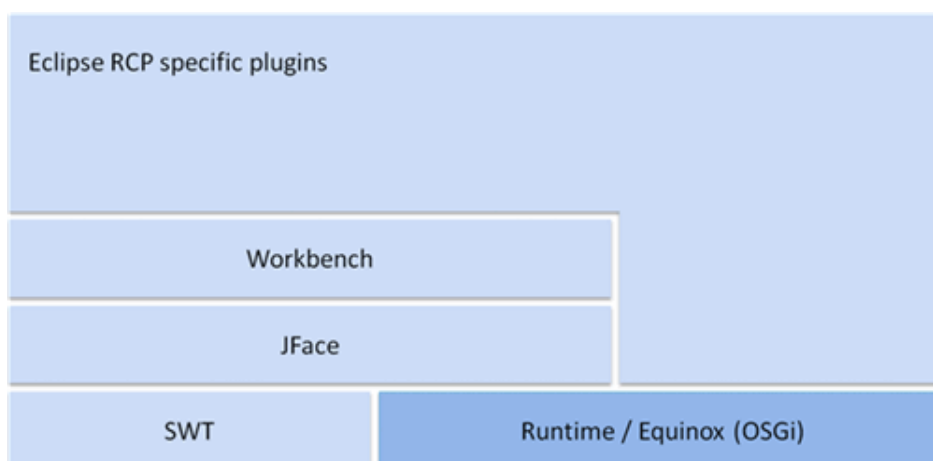 Eclipse RCP specific plugins
Workbench
JFace
SWT
Runtime / Equinox (OSGi)